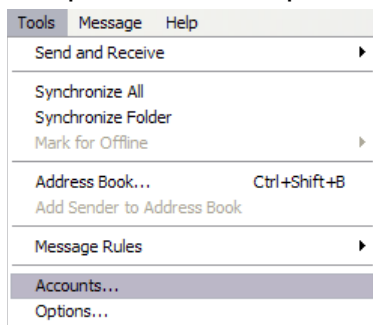 Tools Message Help
Send and Receive
Synchronize All
Synchronize Folder
Mark for Offline
Address Book... Ctrl+Shift+B
Add Sender to Address Book
Message Rules
Accounts...
Options...